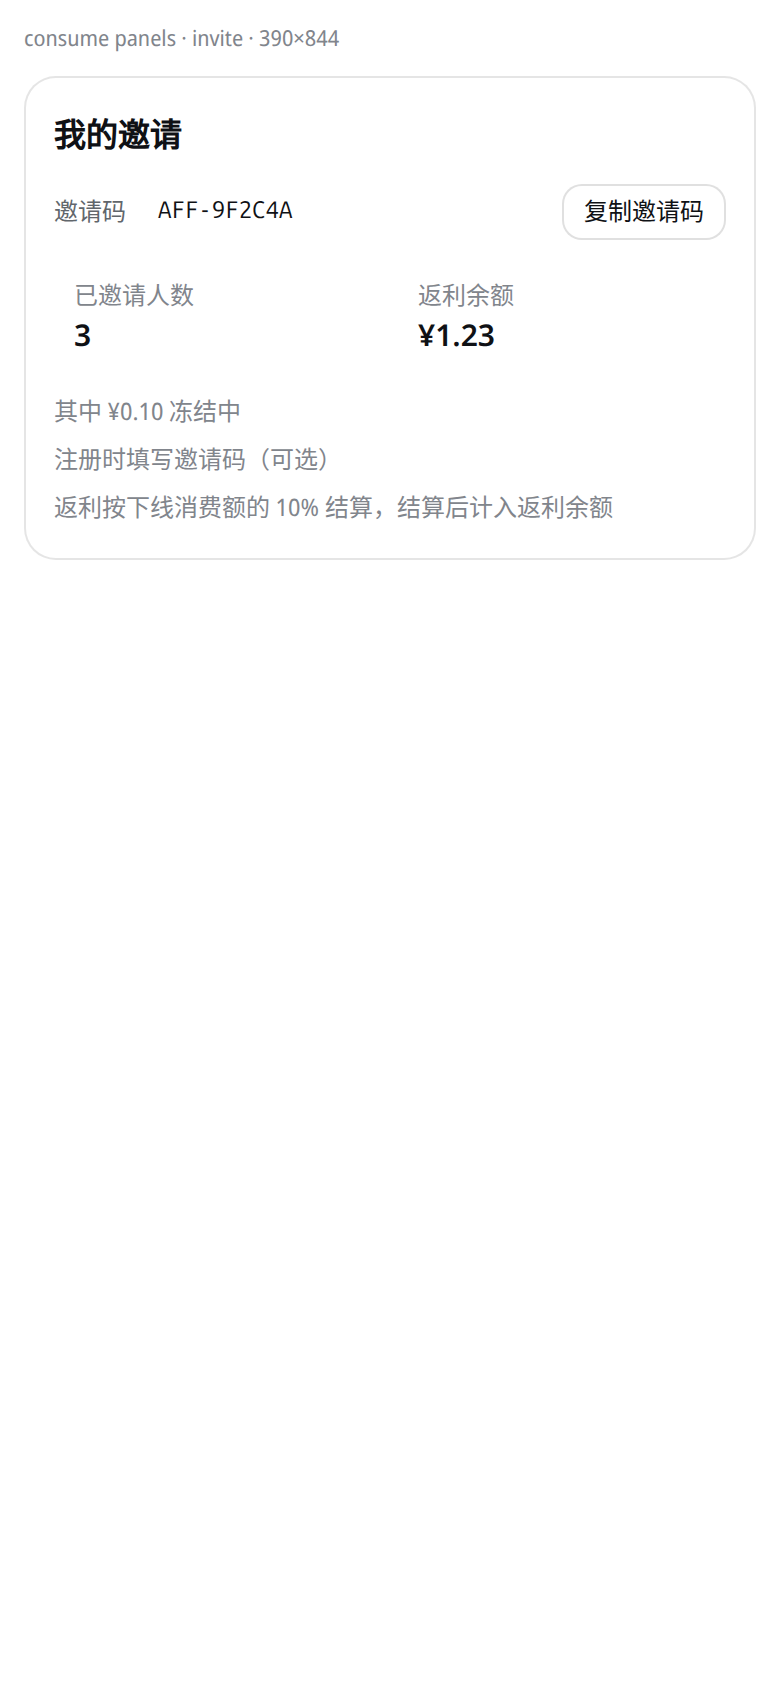 consume panels · invite · 390×844
我的邀请
邀请码 AFF-9F2C4A 复制邀请码
已邀请人数 返利余额
3 ¥1.23
其中 ¥0.10 冻结中
注册时填写邀请码（可选）
返利按下线消费额的 10% 结算，结算后计入返利余额